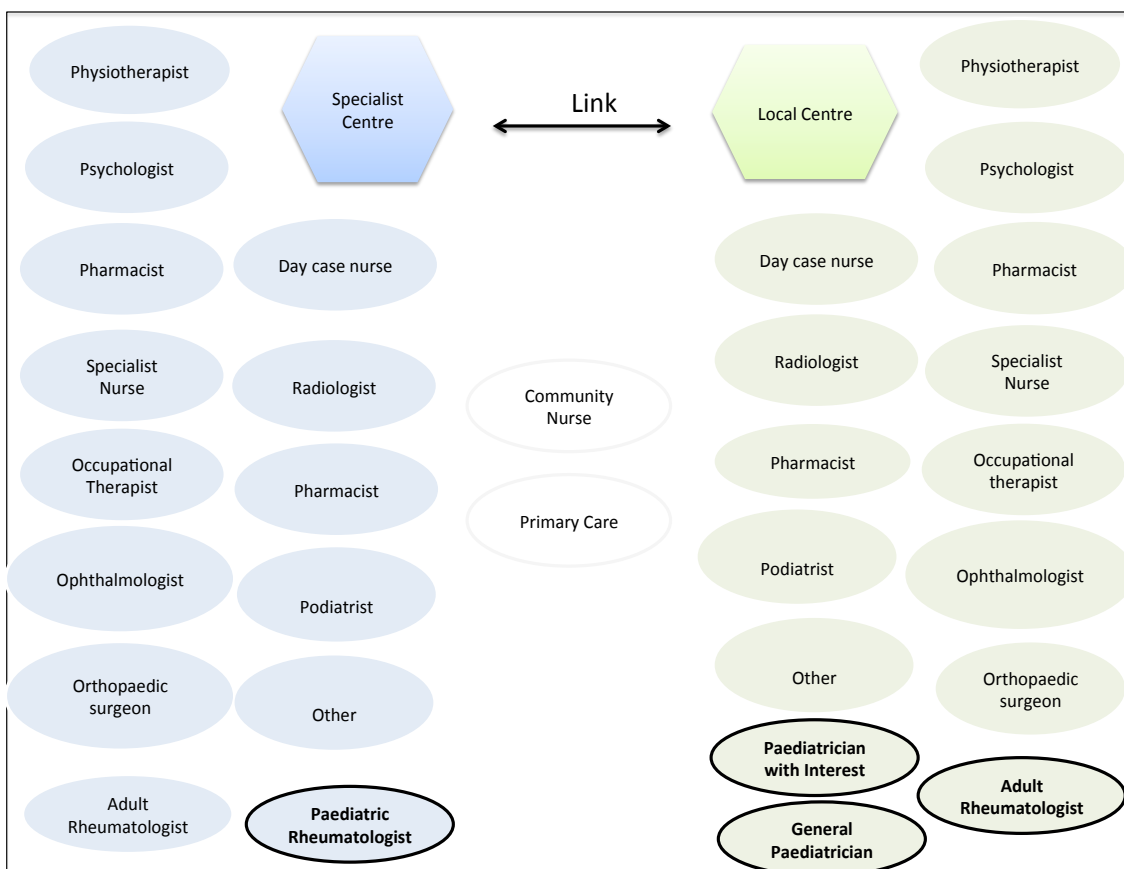 Physiotherapist
Psychologist
Pharmacist
Specialist
Nurse
Occupational
Therapist
Ophthalmologist
Orthopaedic
surgeon
Adult
Rheumatologist
Specialist
Centre
Day case nurse
Radiologist
Pharmacist
Podiatrist
Other
Paediatric
Rheumatologist
Link
Community
Nurse
Primary Care
Local Centre
Day case nurse
Radiologist
Pharmacist
Podiatrist
Other
Paediatrician
with Interest
General
Paediatrician
Physiotherapist
Psychologist
Pharmacist
Specialist
Nurse
Occupational
therapist
Ophthalmologist
Orthopaedic
surgeon
Adult
Rheumatologist